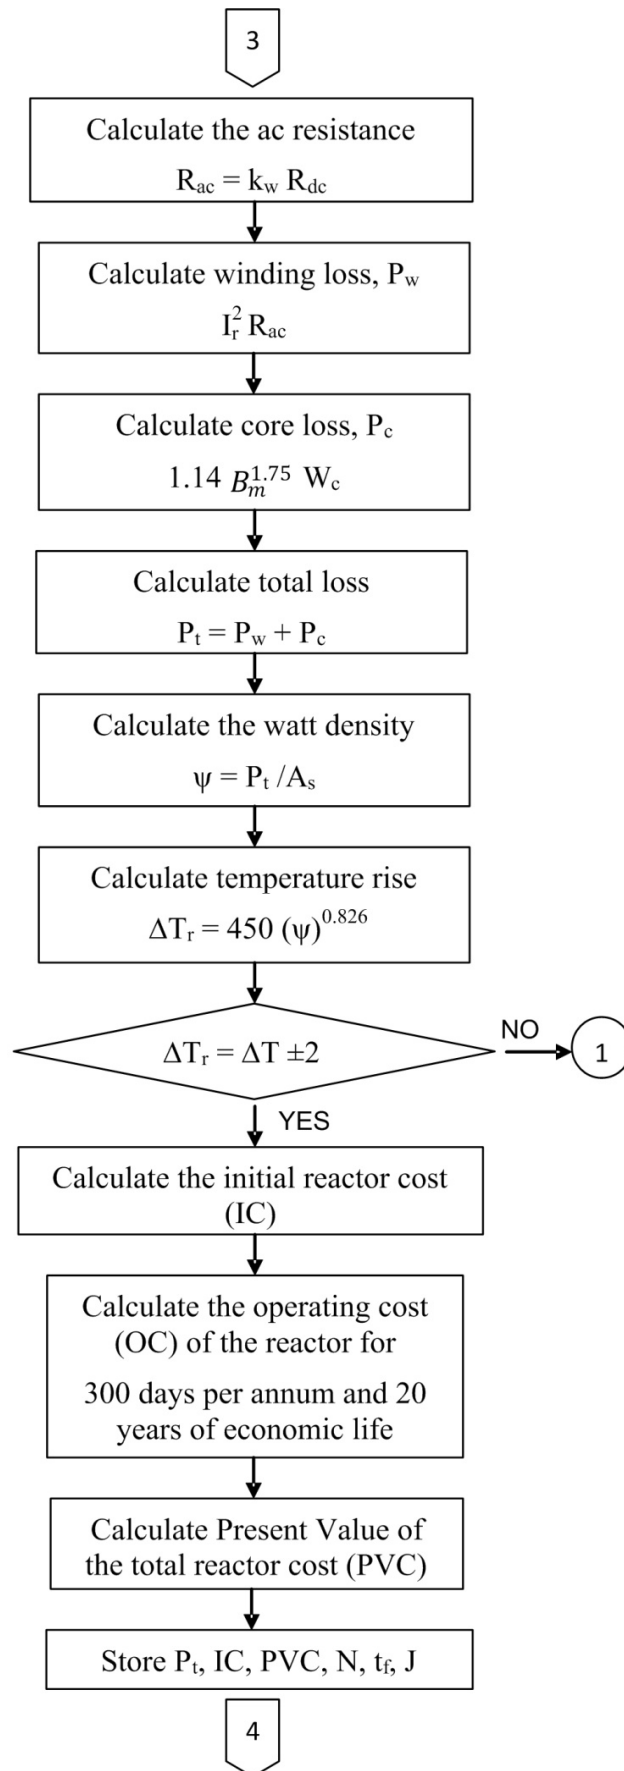 3
Calculate the ac resistance
R_ac = k_w R_dc
Calculate winding loss, P_w
I_r^2 R_ac
Calculate core loss, P_c
1.14 B_m^1.75 W_c
Calculate total loss
P_t = P_w + P_c
Calculate the watt density
ψ = P_t /A_s
Calculate temperature rise
ΔT_r = 450 (ψ)^0.826
ΔT_r = ΔT ±2
NO
1
YES
Calculate the initial reactor cost
(IC)
Calculate the operating cost
(OC) of the reactor for
300 days per annum and 20
years of economic life
Calculate Present Value of
the total reactor cost (PVC)
Store P_t, IC, PVC, N, t_f, J
4